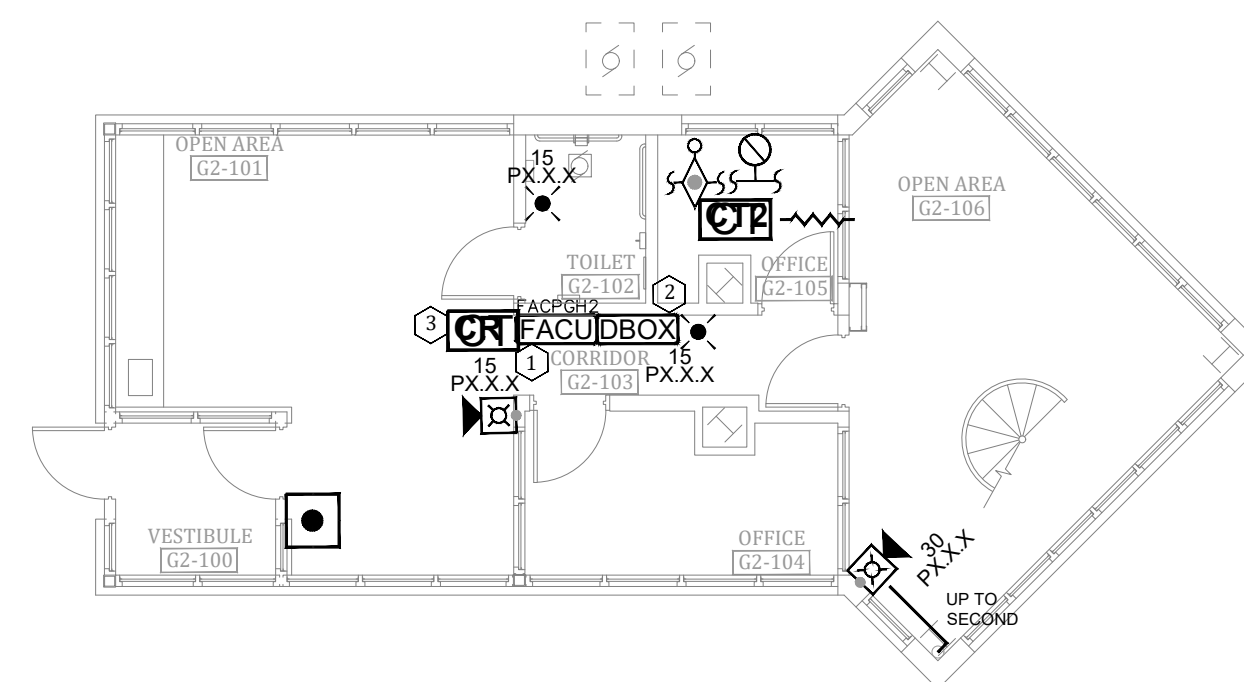 OPEN AREA
G2-101
15
PX.X.X
OPEN AREA
G2-106
TOILET
G2-102
OFFICE
G2-105
2
FACPGH2
3
FACU
DBOX
1
CORRIDOR
G2-103
15
PX.X.X
15
PX.X.X
VESTIBULE
G2-100
OFFICE
G2-104
30
PX.X.X
UP TO
SECOND